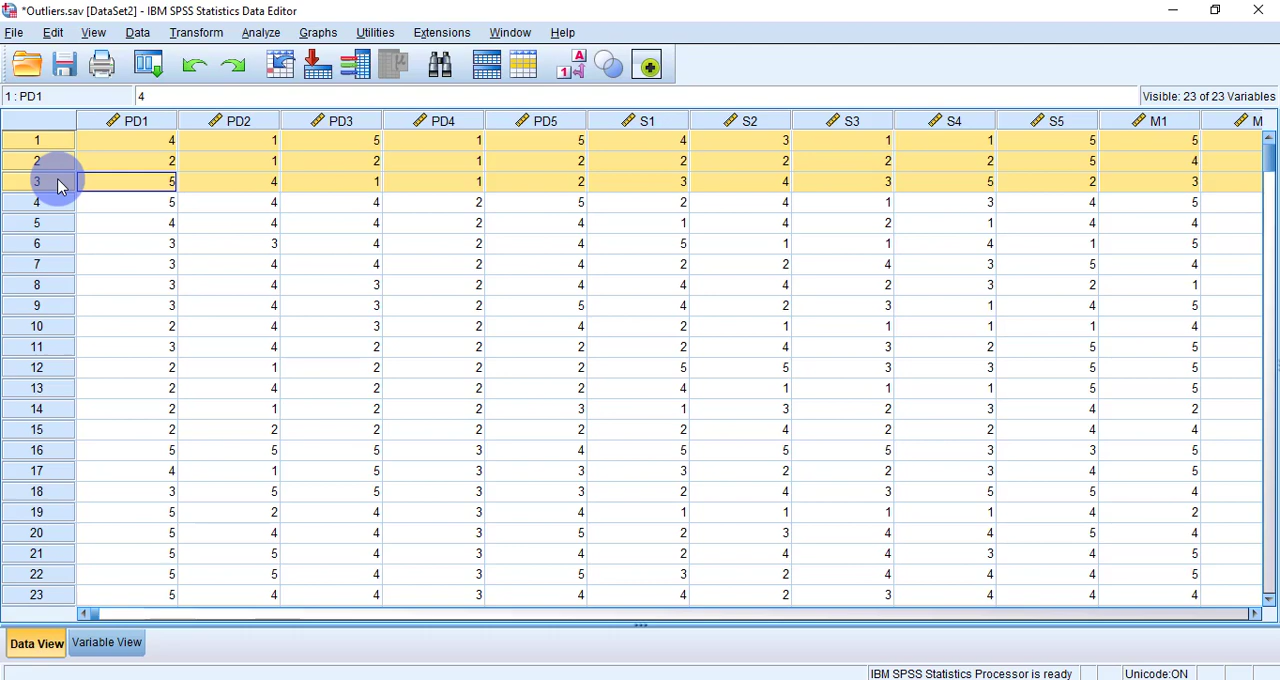 *Outliers.sav [DataSet2] - IBM SPSS Statistics Data Editor
File Edit View Data Transform Analyze Graphs Utilities Extensions Window Help
1 A
1 : PD1 4 Visible: 23 of 23 Variables
PD1 PD2 PD3 PD4 PD5 S1 S2 S3 S4 S5 M1 M
1 4 1 5 1 5 4 3 1 1 5 5
2 2 1 2 1 2 2 2 2 2 5 4
3 5 4 1 1 2 3 4 3 5 2 3
4 5 4 4 2 5 2 4 1 3 4 5
5 4 4 4 2 4 1 4 2 1 4 4
6 3 3 4 2 4 5 1 1 4 1 5
7 3 4 4 2 4 2 2 4 3 5 4
8 3 4 3 2 4 4 4 2 3 2 1
9 3 4 3 2 5 4 2 3 1 4 5
10 2 4 3 2 4 2 1 1 1 1 4
11 3 4 2 2 2 2 4 3 2 5 5
12 2 1 2 2 2 5 5 3 3 5 5
13 2 4 2 2 2 4 1 1 1 5 5
14 2 1 2 2 3 1 3 2 3 4 2
15 2 2 2 2 2 2 4 2 2 4 4
16 5 5 5 3 4 5 5 5 3 3 5
17 4 1 5 3 3 3 2 2 3 4 5
18 3 5 5 3 3 2 4 3 5 5 4
19 5 2 4 3 4 1 1 1 1 4 2
20 5 4 4 3 5 2 3 4 4 5 4
21 5 5 4 3 4 2 4 4 3 4 5
22 5 5 4 3 5 3 2 4 4 4 5
23 5 4 4 3 4 4 2 3 4 4 4
Data View Variable View
IBM SPSS Statistics Processor is ready Unicode:ON